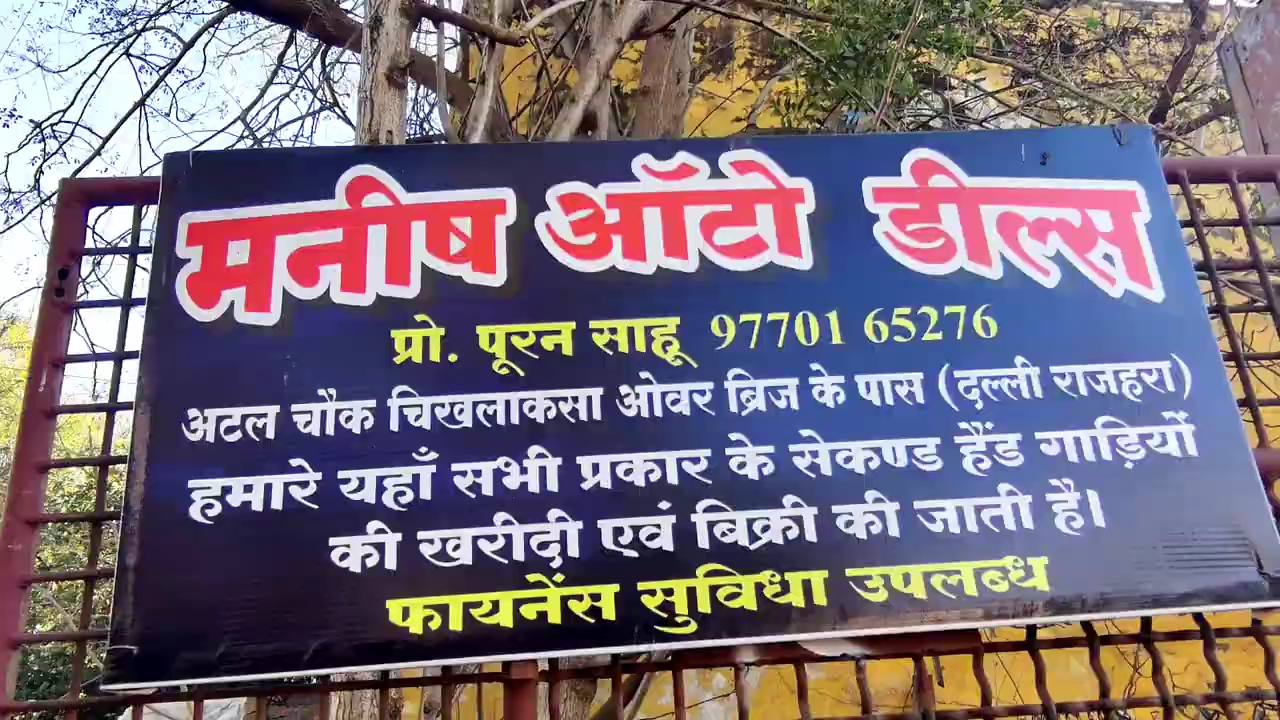 मनीष ऑटो डील्स
प्रो. पूरन साहू 97701 65276
अटल चौक चिखलाकसा ओवर ब्रिज के पास (दल्ली राजहरा)
हमारे यहाँ सभी प्रकार के सेकण्ड हैंड गाड़ियों
की खरीदी एवं बिक्री की जाती है।
फायनेंस सुविधा उपलब्ध